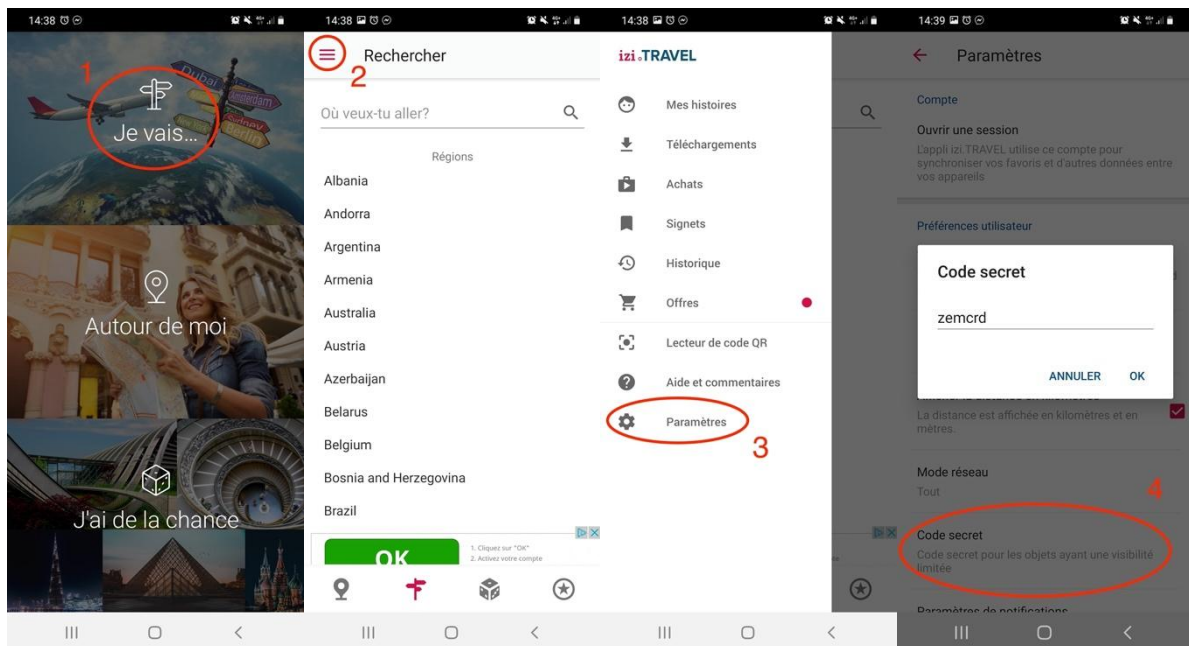 14:38
1
Dubai
Amsterdam
Sydney
New York
Berlin
Je vais...
Autour de moi
J'ai de la chance
14:38
Rechercher
2
Où veux-tu aller?
Régions
Albania
Andorra
Argentina
Armenia
Australia
Austria
Azerbaijan
Belarus
Belgium
Bosnia and Herzegovina
Brazil
OK
1. Cliquez sur "OK"
2. Activez votre compte
14:38
izi.TRAVEL
Mes histoires
Téléchargements
Achats
Signets
Historique
Offres
Lecteur de code QR
Aide et commentaires
Paramètres
3
14:39
Paramètres
Compte
Ouvrir une session
L'appli izi.TRAVEL utilise ce compte pour
synchroniser vos favoris et d'autres données entre
vos appareils
Préférences utilisateur
Code secret
zemcrd
ANNULER OK
La distance est affichée en kilomètres et en
mètres.
Mode réseau
Tout
4
Code secret
Code secret pour les objets ayant une visibilité
limitée
Paramètres de notifications